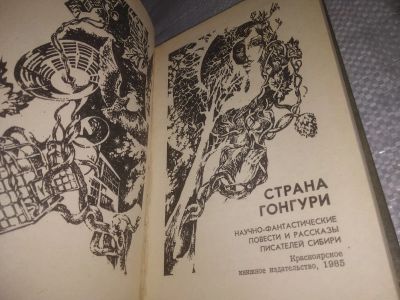 СТРАНА
ГОНГУРИ
НАУЧНО-ФАНТАСТИЧЕСКИЕ
ПОВЕСТИ И РАССКАЗЫ
ПИСАТЕЛЕЙ СИБИРИ
Красноярское
книжное издательство, 1985